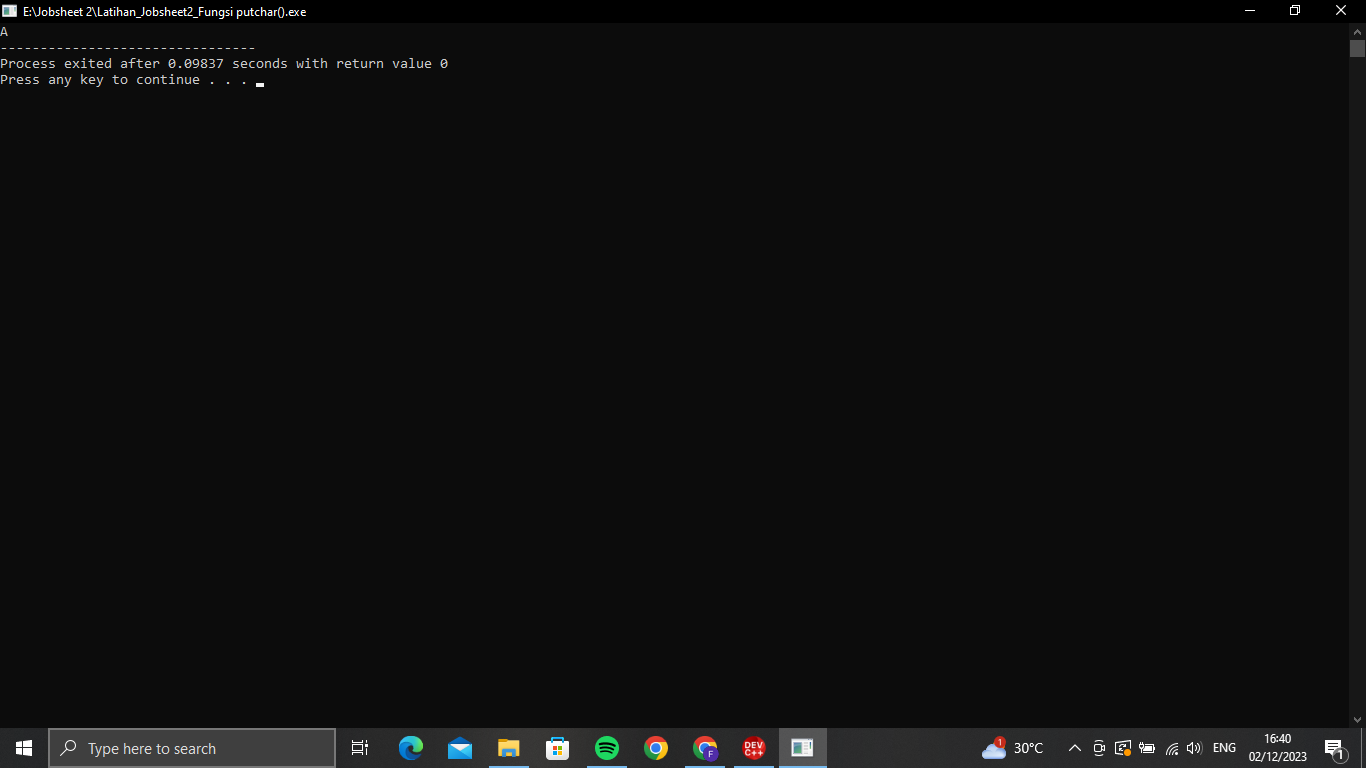 E:\Jobsheet 2\Latihan_Jobsheet2_Fungsi putchar().exe
A
--------------------------------
Process exited after 0.09837 seconds with return value 0
Press any key to continue . . .
Type here to search
F
DEV
C++
1
30°C
ENG
16:40
02/12/2023
1